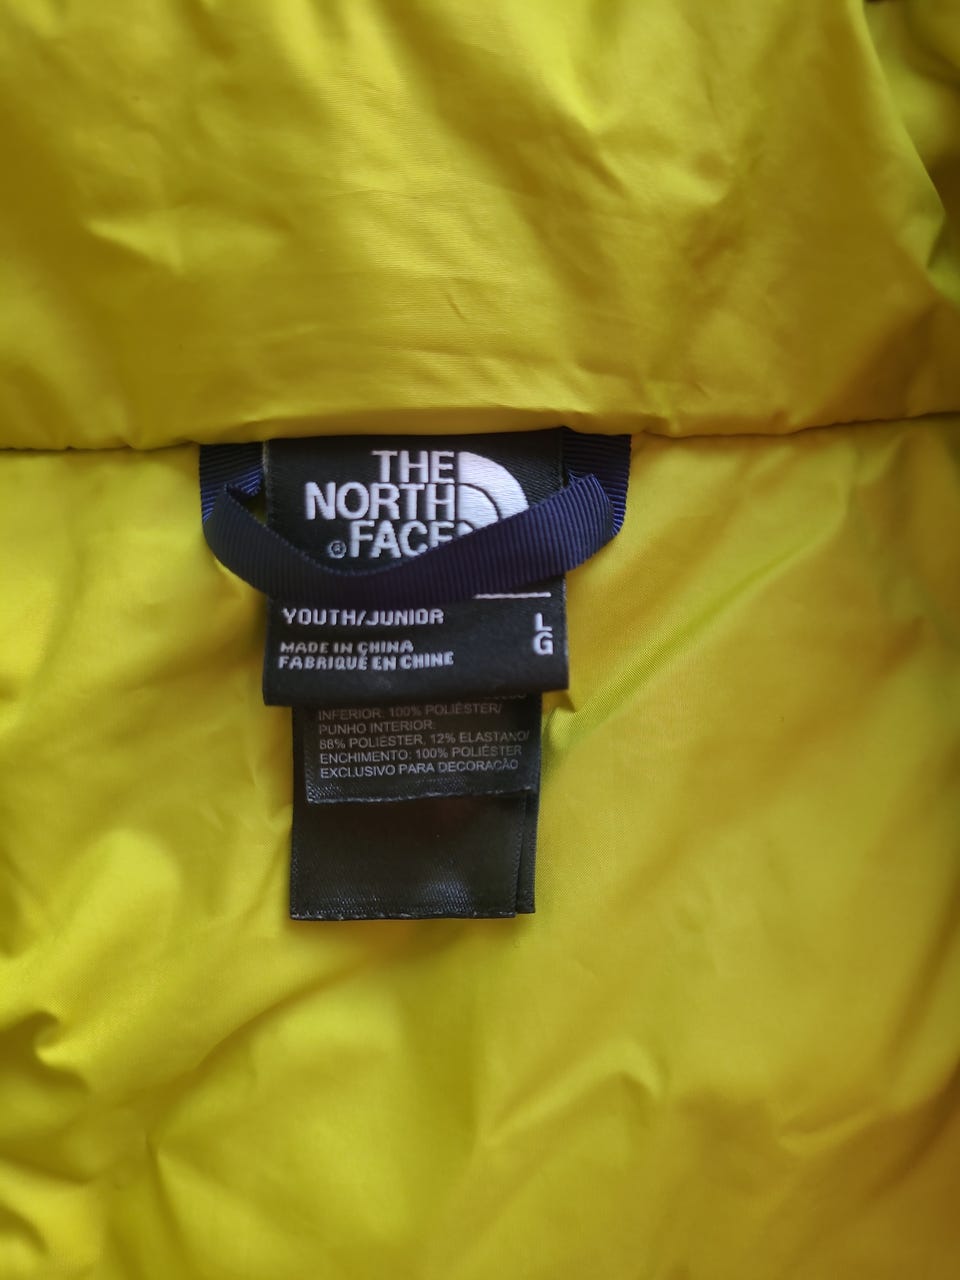 THE
NORTH
® FACE
YOUTH/JUNIOR
L
G
MADE IN CHINA
FABRIQUÉ EN CHINE
INFERIOR: 100% POLIÉSTER/
PUNHO INTERIOR:
88% POLIÉSTER, 12% ELASTANO/
ENCHIMENTO: 100% POLIÉSTER
EXCLUSIVO PARA DECORAÇÃO